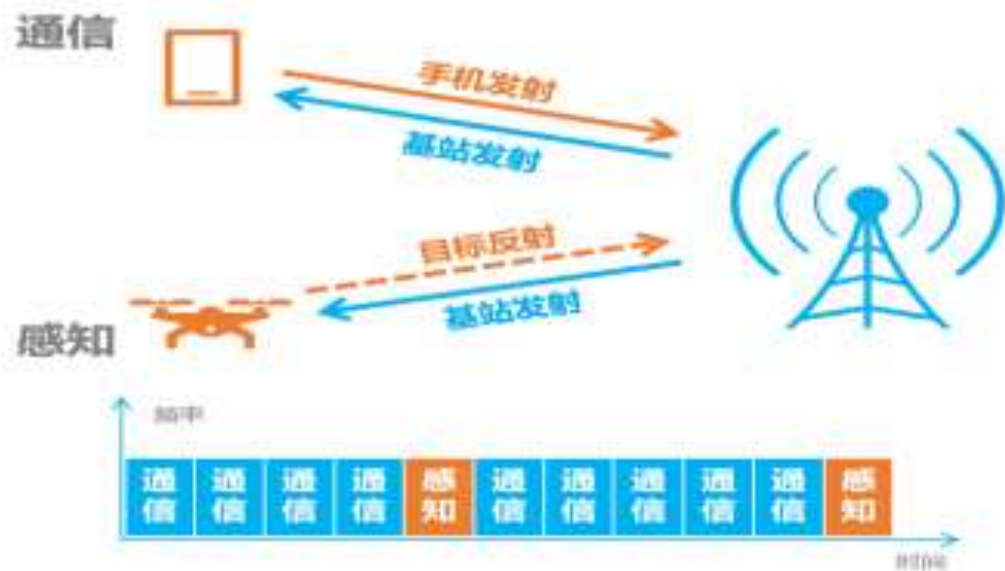 通信
手机发射
基站发射
目标反射
基站发射
感知
频率
通信 通信 通信 通信 感知 通信 通信 通信 通信 通信 感知